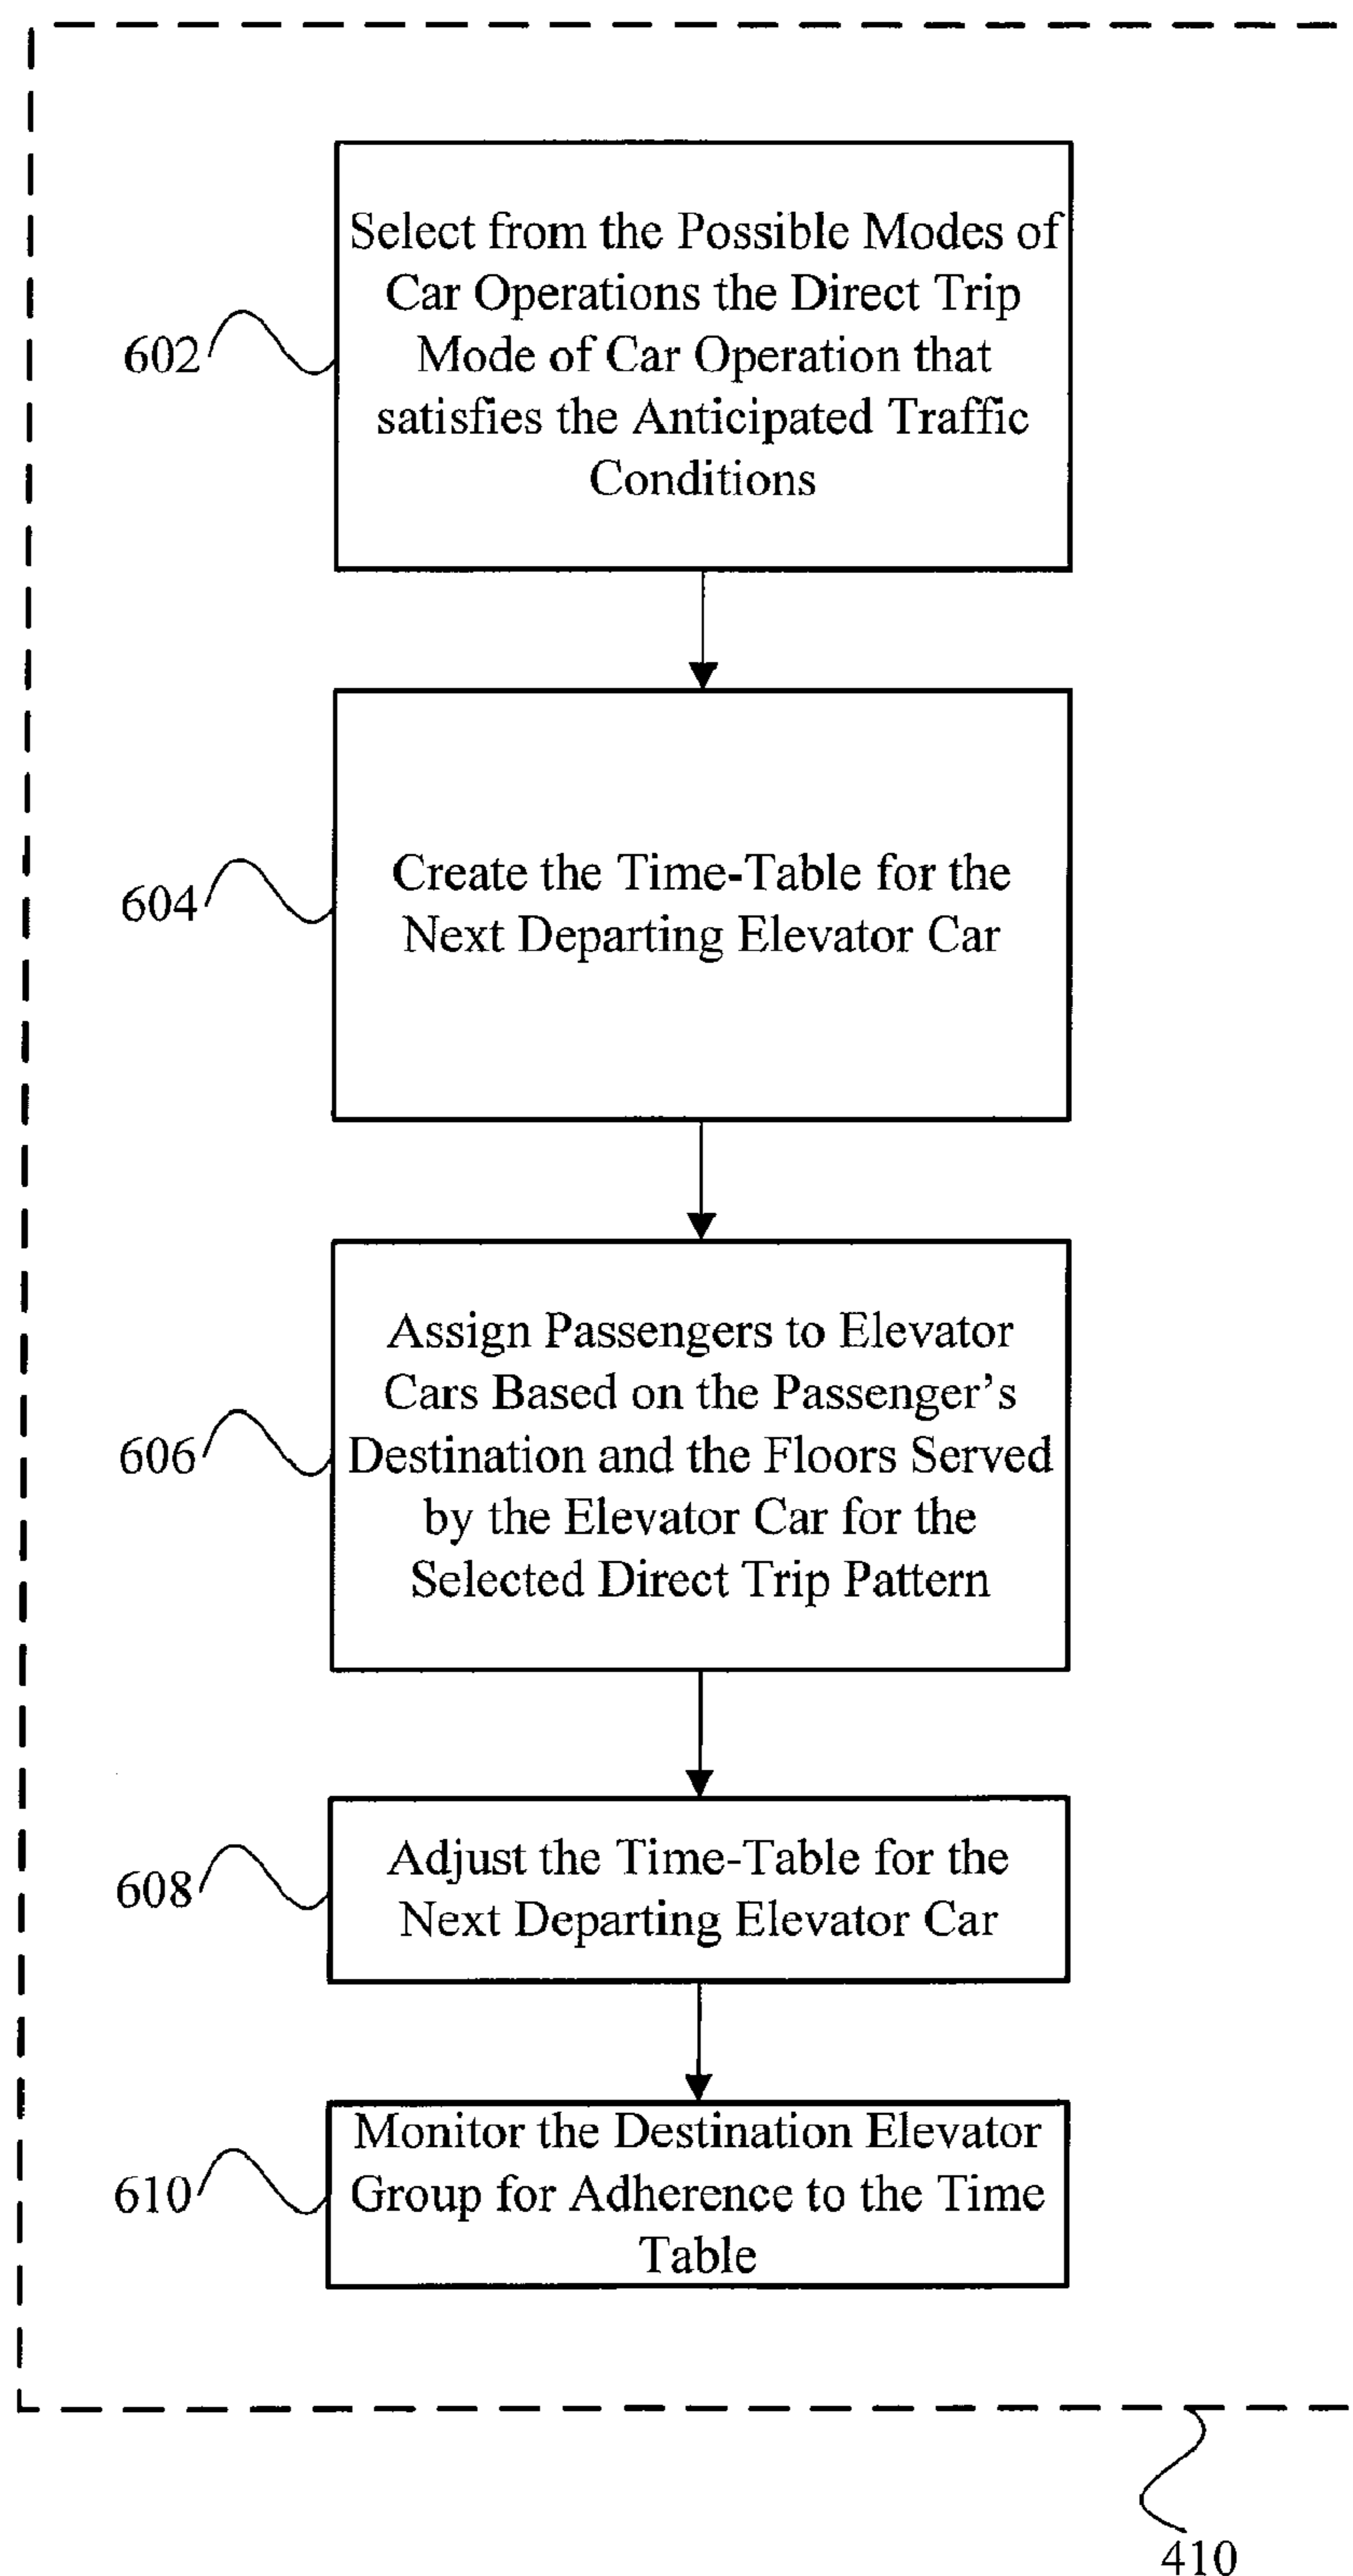 Select from the Possible Modes of
Car Operations the Direct Trip
Mode of Car Operation that
satisfies the Anticipated Traffic
Conditions
602
Create the Time-Table for the
Next Departing Elevator Car
604
Assign Passengers to Elevator
Cars Based on the Passenger's
Destination and the Floors Served
by the Elevator Car for the
Selected Direct Trip Pattern
606
Adjust the Time-Table for the
Next Departing Elevator Car
608
Monitor the Destination Elevator
Group for Adherence to the Time
Table
610
410